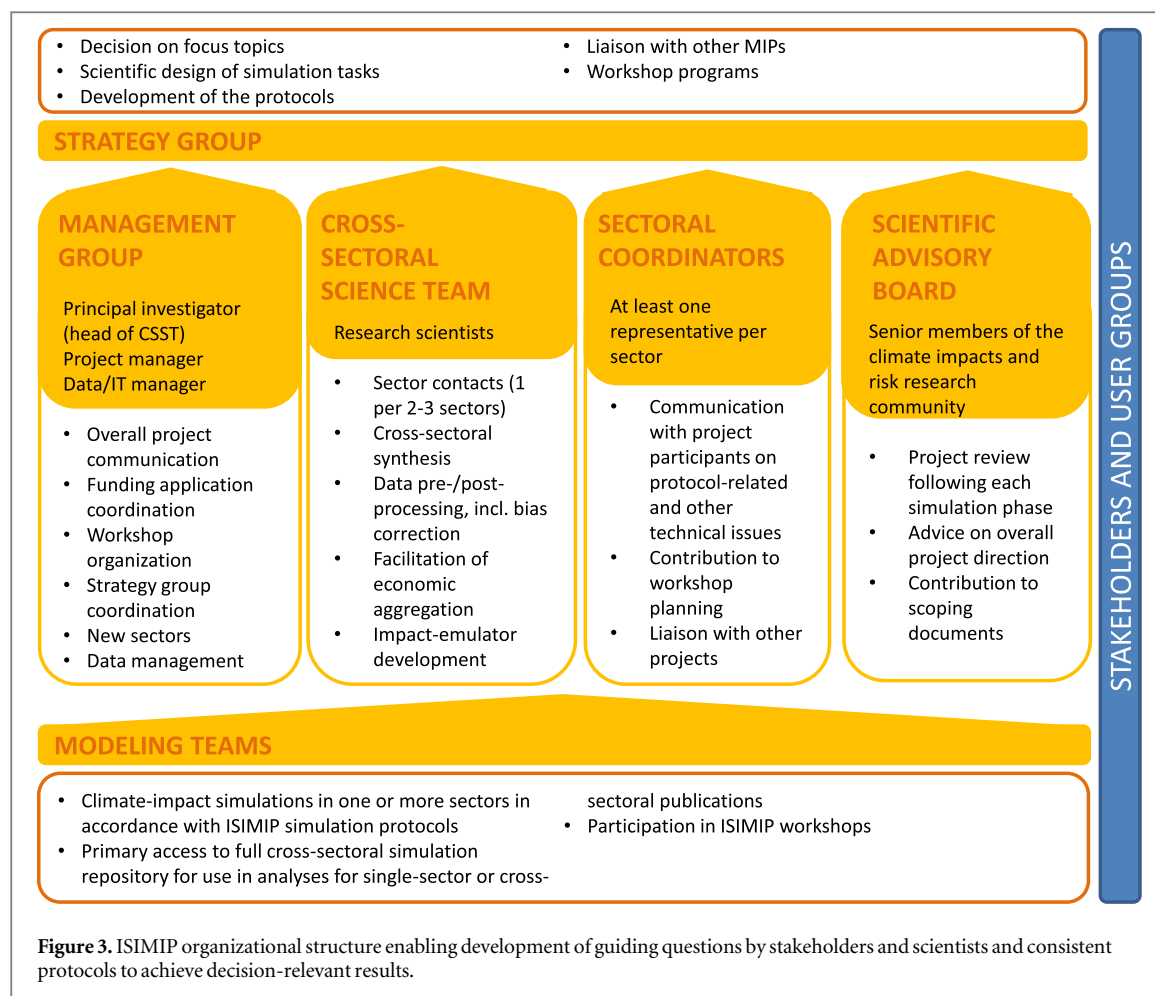 • Decision on focus topics
• Scientific design of simulation tasks
• Development of the protocols
• Liaison with other MIPs
• Workshop programs
STRATEGY GROUP
MANAGEMENT
GROUP
Principal investigator
(head of CSST)
Project manager
Data/IT manager
• Overall project
communication
• Funding application
coordination
• Workshop
organization
• Strategy group
coordination
• New sectors
• Data management
CROSS-
SECTORAL
SCIENCE TEAM
Research scientists
• Sector contacts (1
per 2-3 sectors)
• Cross-sectoral
synthesis
• Data pre-/post-
processing, incl. bias
correction
• Facilitation of
economic
aggregation
• Impact-emulator
development
SECTORAL
COORDINATORS
At least one
representative per
sector
• Communication
with project
participants on
protocol-related
and other
technical issues
• Contribution to
workshop
planning
• Liaison with other
projects
SCIENTIFIC
ADVISORY
BOARD
Senior members of the
climate impacts and
risk research
community
• Project review
following each
simulation phase
• Advice on overall
project direction
• Contribution to
scoping
documents
MODELING TEAMS
• Climate-impact simulations in one or more sectors in
accordance with ISIMIP simulation protocols
• Primary access to full cross-sectoral simulation
repository for use in analyses for single-sector or cross-
sectoral publications
• Participation in ISIMIP workshops
STAKEHOLDERS AND USER GROUPS
Figure 3. ISIMIP organizational structure enabling development of guiding questions by stakeholders and scientists and consistent
protocols to achieve decision-relevant results.